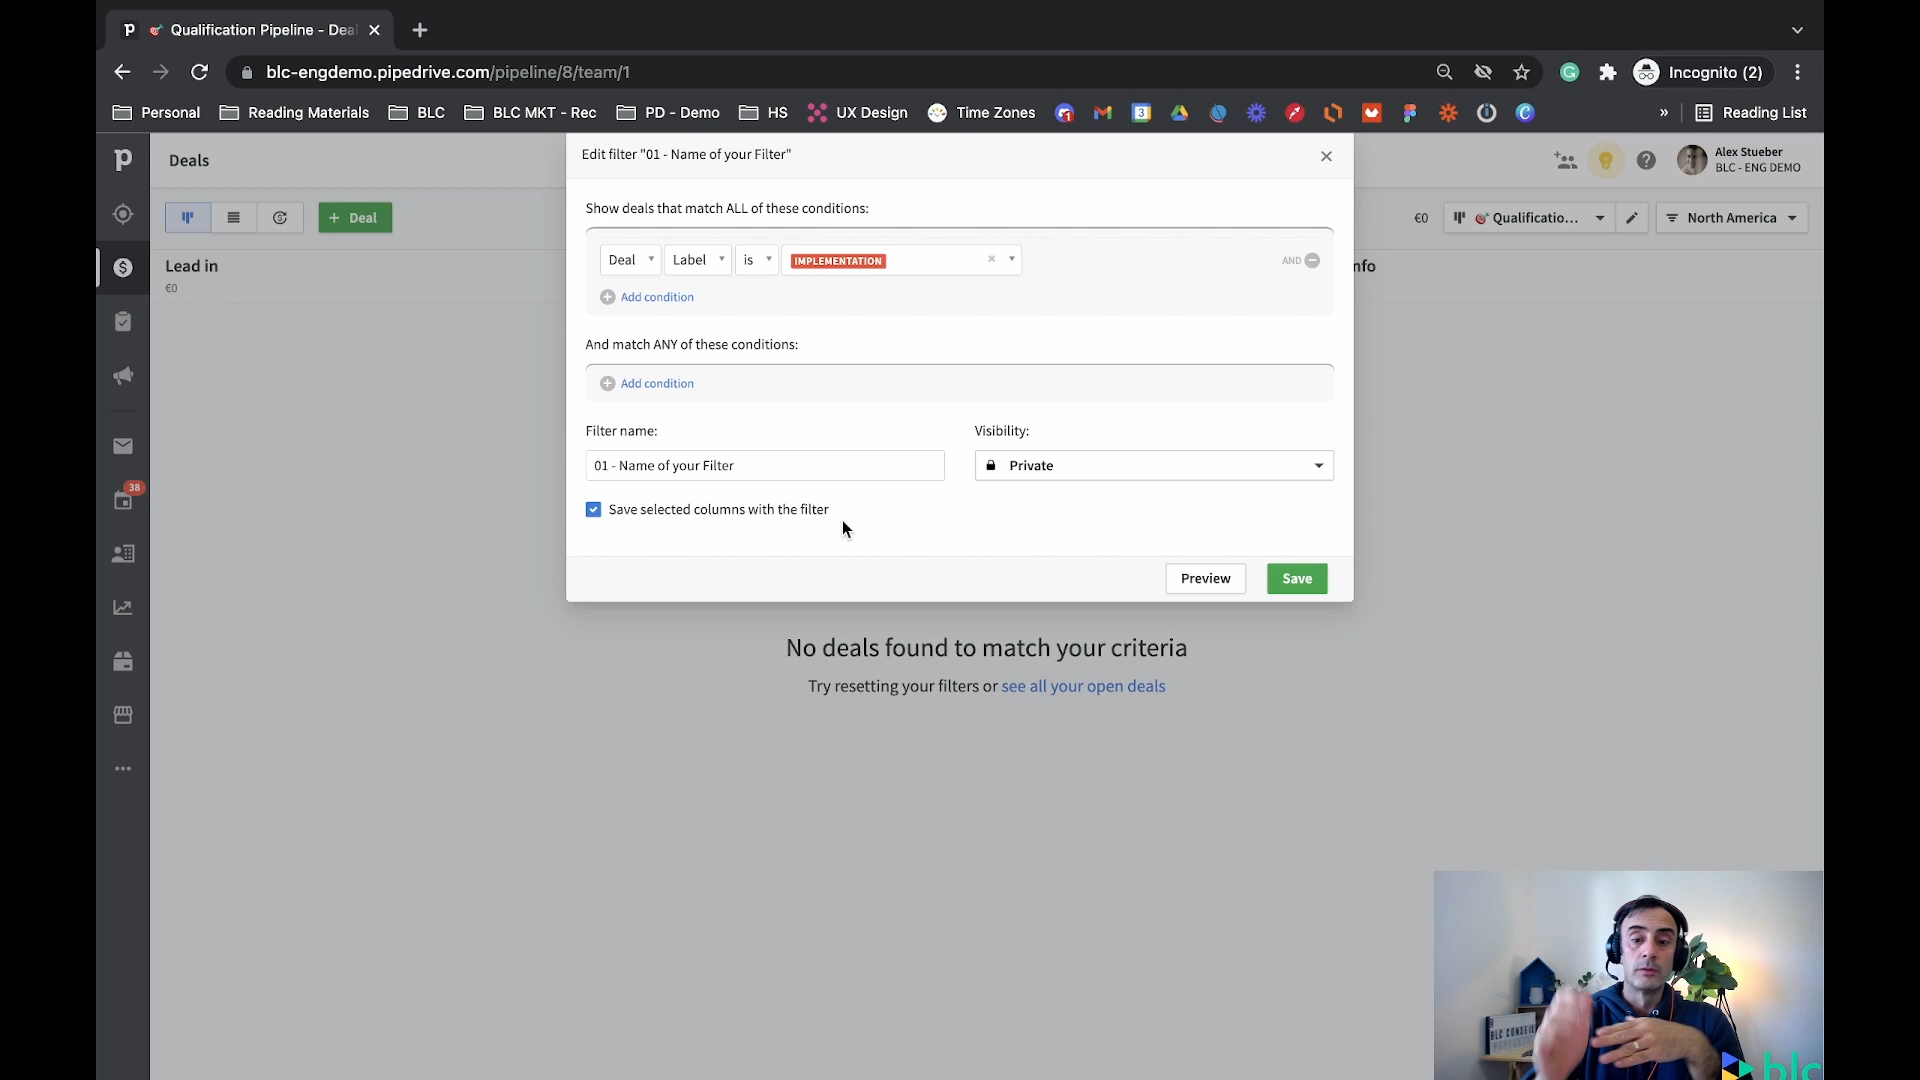 Qualification Pipeline - Deal
blc-engdemo.pipedrive.com/pipeline/8/team/1
Incognito (2)
Personal
Reading Materials
BLC
BLC MKT - Rec
PD - Demo
HS
UX Design
Time Zones
»
Reading List
Deals
Edit filter "01 - Name of your Filter"
Alex Stueber
BLC - ENG DEMO
+ Deal
€0
Qualificatio...
North America
Lead in
€0
nfo
Show deals that match ALL of these conditions:
Deal
Label
is
IMPLEMENTATION
AND
Add condition
And match ANY of these conditions:
Add condition
Filter name:
Visibility:
01 - Name of your Filter
Private
Save selected columns with the filter
38
Preview
Save
No deals found to match your criteria
Try resetting your filters or see all your open deals
BLC CONSEIL
blc